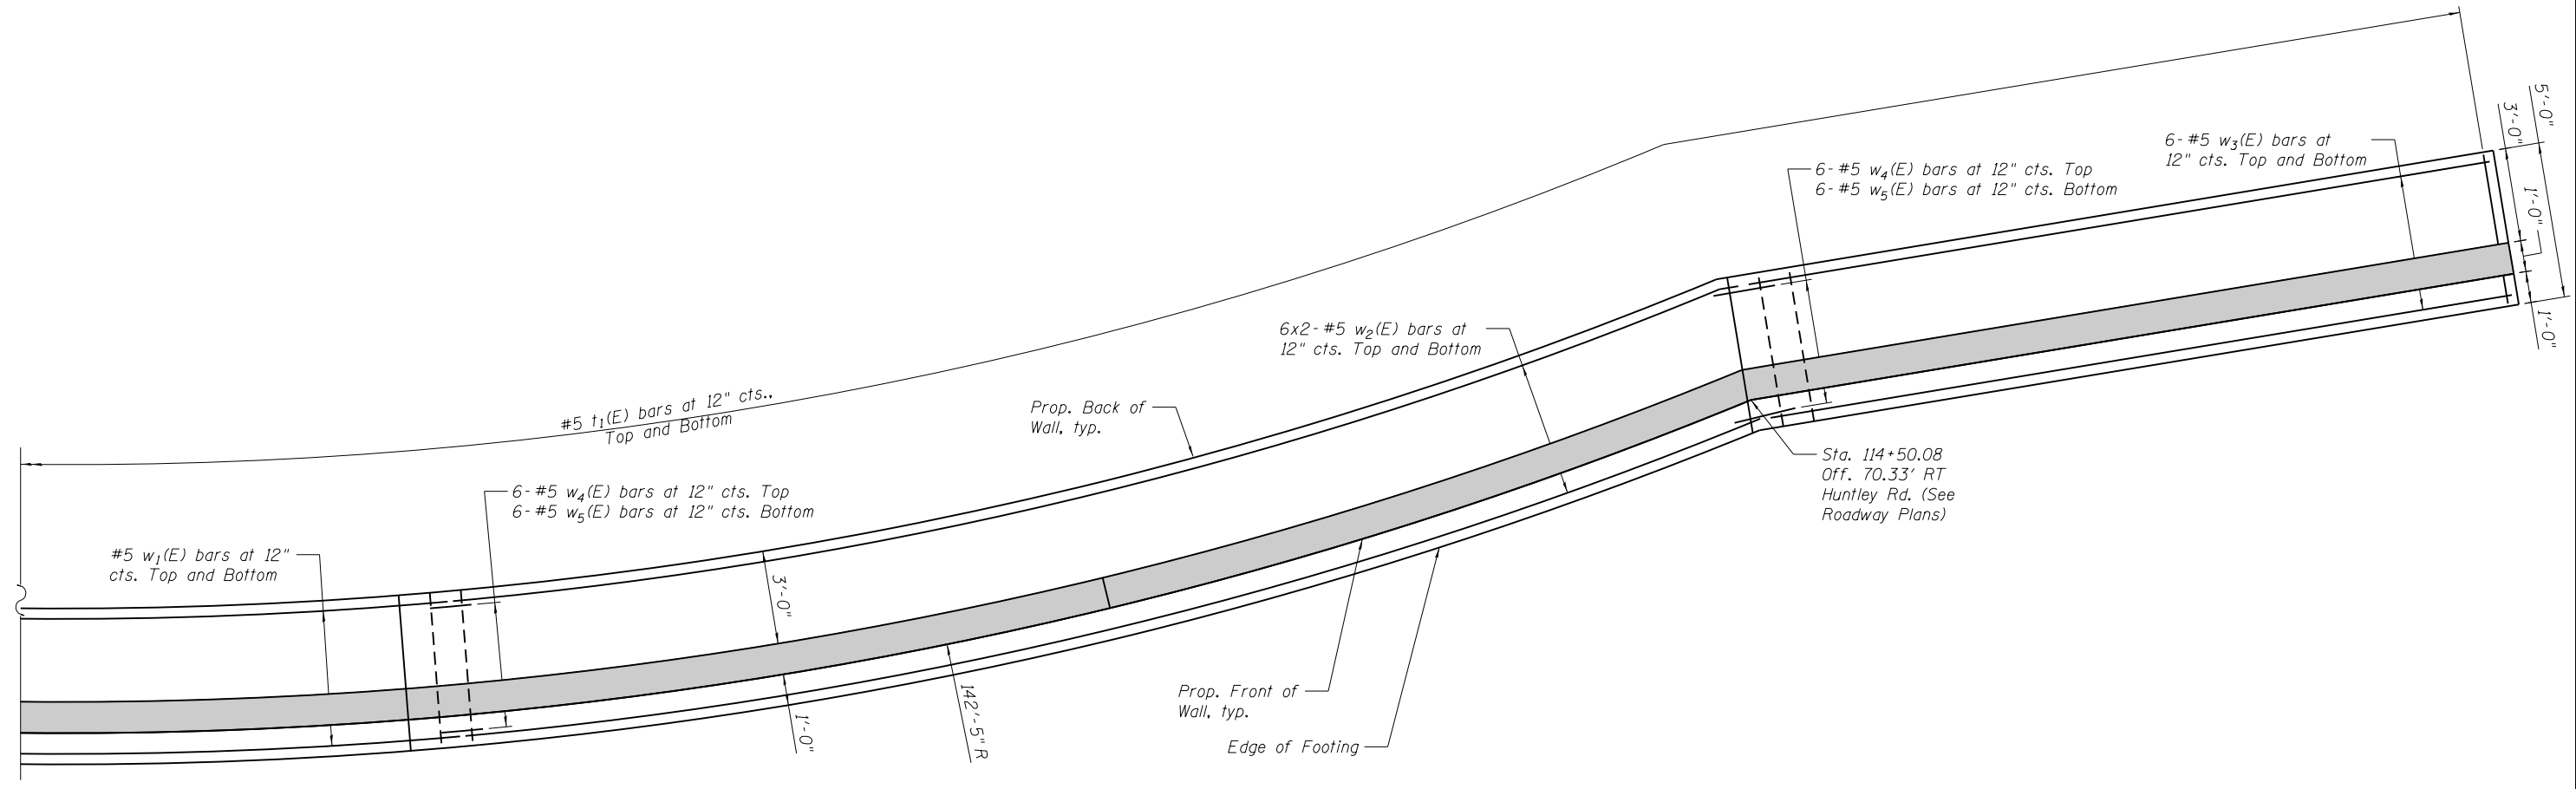 5'-0"
3'-0"
1'-0"
1'-0"
6-#5 w3(E) bars at
12" cts. Top and Bottom
6-#5 w4(E) bars at 12" cts. Top
6-#5 w5(E) bars at 12" cts. Bottom
6x2-#5 w2(E) bars at
12" cts. Top and Bottom
#5 t1(E) bars at 12" cts.,
Top and Bottom
Prop. Back of
Wall, typ.
Sta. 114+50.08
Off. 70.33' RT
Huntley Rd. (See
Roadway Plans)
6-#5 w4(E) bars at 12" cts. Top
6-#5 w5(E) bars at 12" cts. Bottom
#5 w1(E) bars at 12"
cts. Top and Bottom
3'-0"
1'-0"
142'-5" R
Prop. Front of
Wall, typ.
Edge of Footing